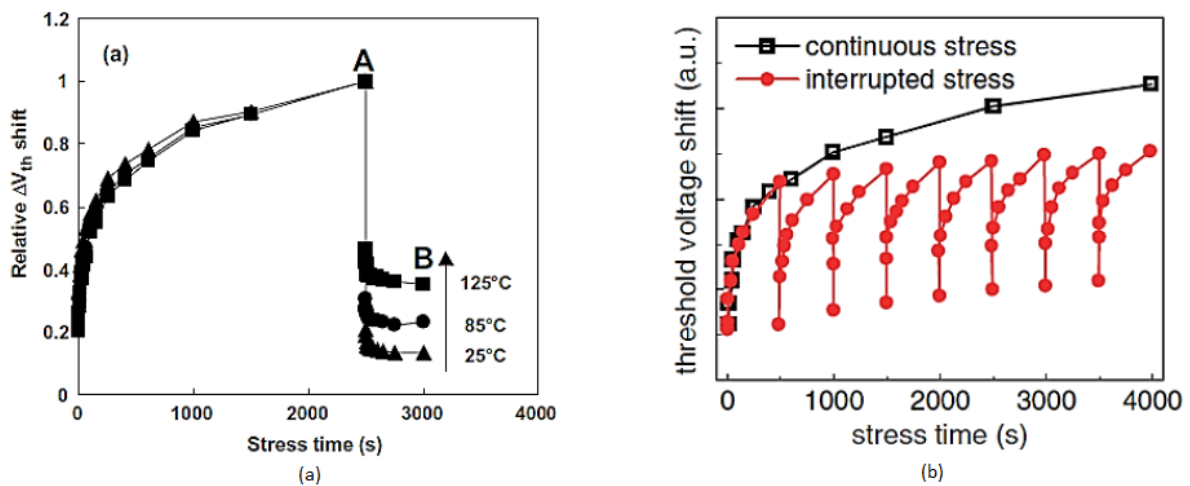 1.2
1
0.8
0.6
0.4
0.2
0
Relative ΔVth shift
(a)
A
B
125°C
85°C
25°C
0 1000 2000 3000 4000
Stress time (s)
(a)
continuous stress
interrupted stress
threshold voltage shift (a.u.)
0 1000 2000 3000 4000
stress time (s)
(b)